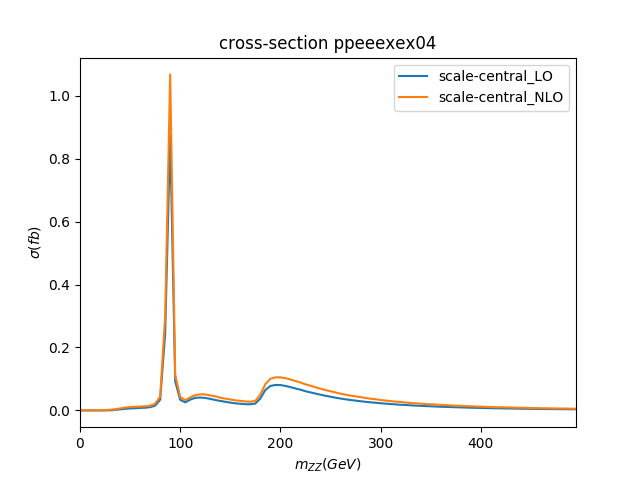 cross-section ppeeexex04
scale-central_LO
scale-central_NLO
σ(fb)
1.0
0.8
0.6
0.4
0.2
0.0
0 100 200 300 400
m_ZZ(GeV)